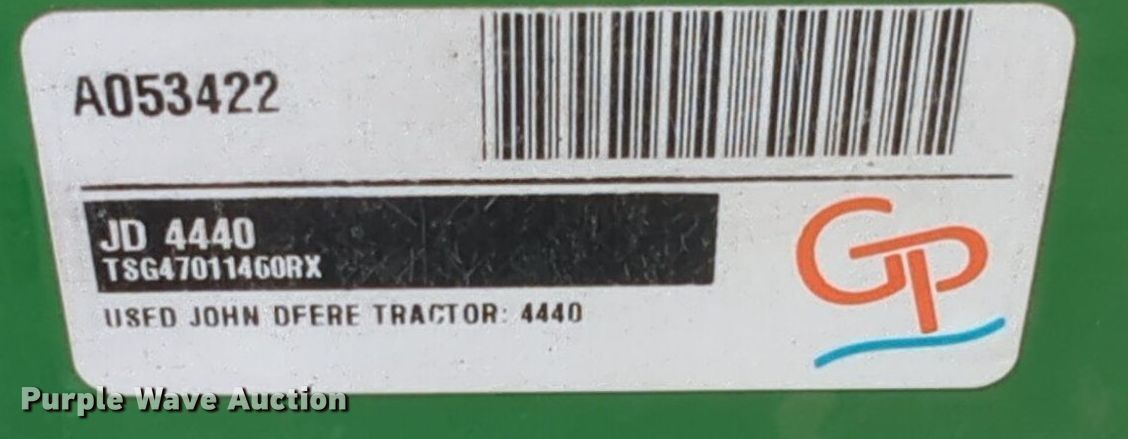 A053422
JD 4440
TSG47011460RX
USED JOHN DEERE TRACTOR: 4440
GP
Purple Wave Auction